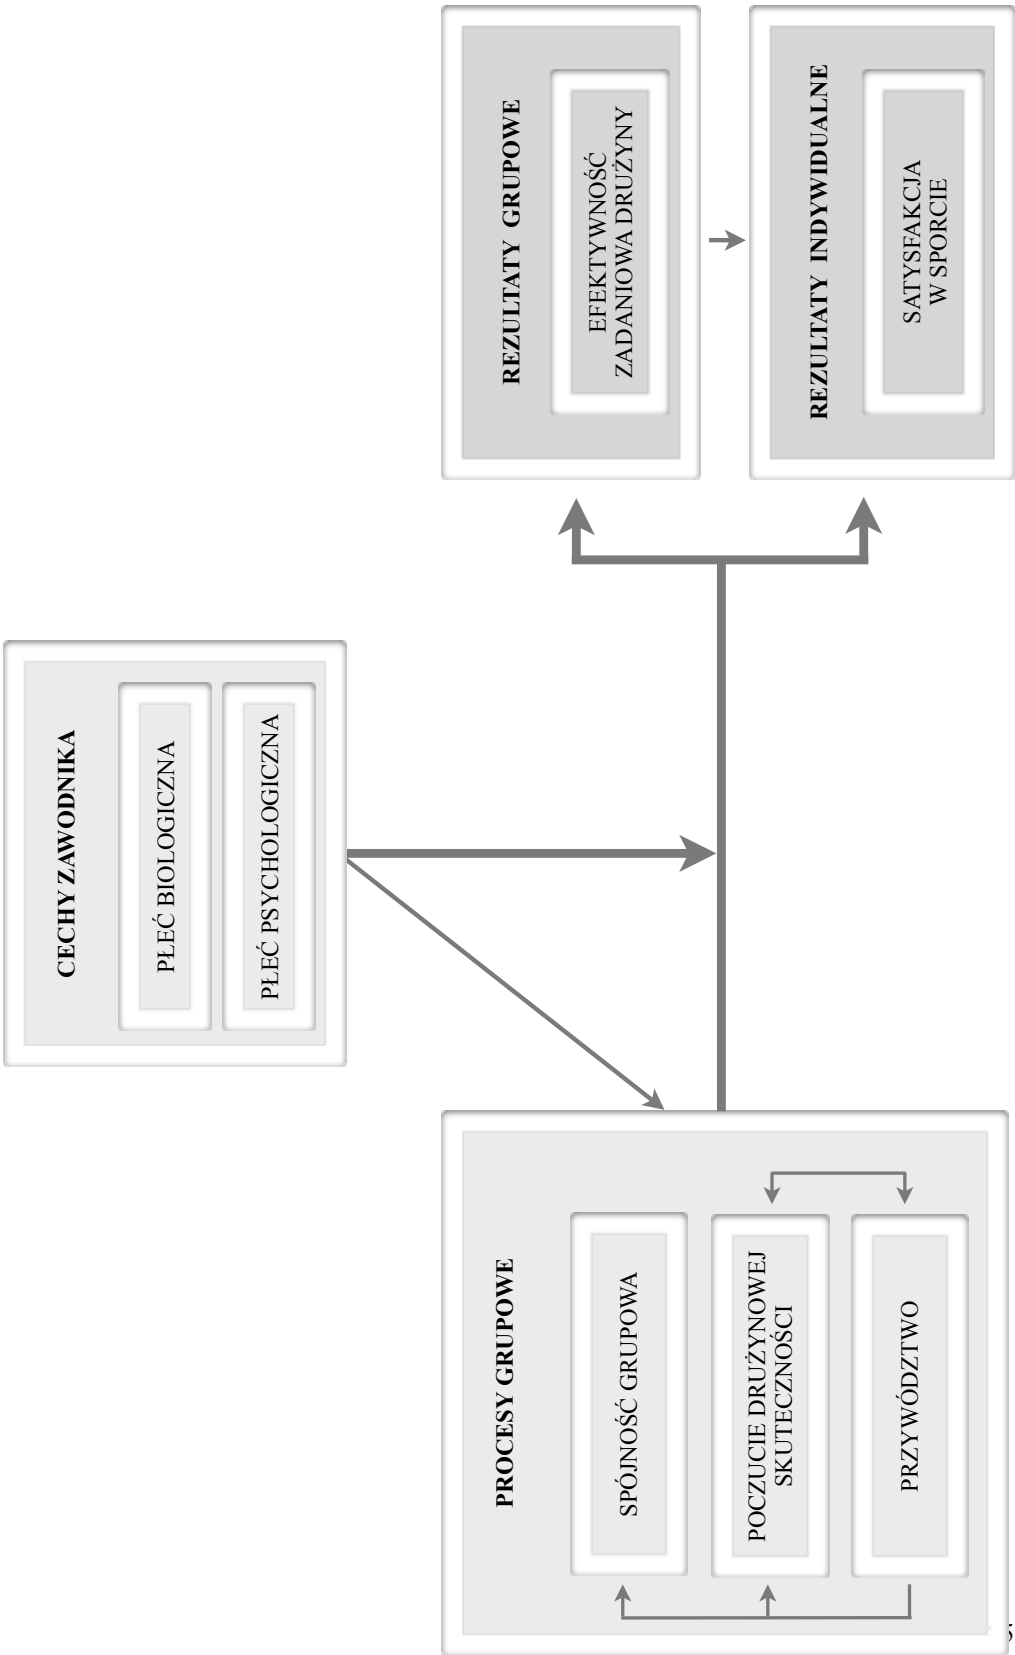 CECHY ZAWODNIKA
PŁEĆ BIOLOGICZNA
PŁEĆ PSYCHOLOGICZNA
PROCESY GRUPOWE
SPÓJNOŚĆ GRUPOWA
POCZUCIE DRUŻYNOWEJ
SKUTECZNOŚCI
PRZYWÓDZTWO
REZULTATY GRUPOWE
EFEKTYWNOŚĆ
ZADANIOWA DRUŻYNY
REZULTATY INDYWIDUALNE
SATYSFAKCJA
W SPORCIE